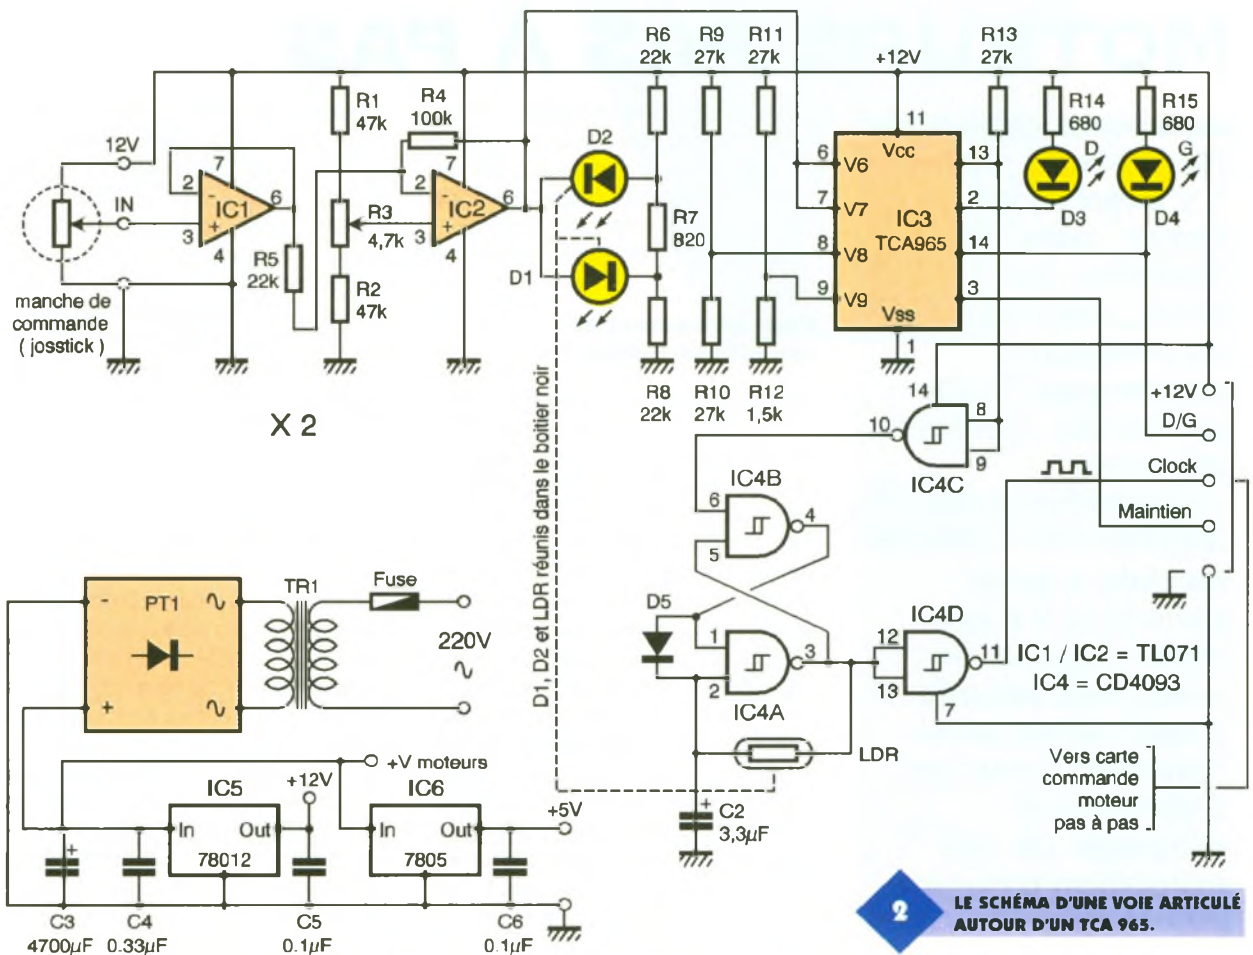 R6
22k
R9
27k
R11
27k
R13
27k
+12V
12V
IN
manche de
commande
( josstick )
R1
47k
R4
100k
R3
4,7k
R2
47k
R5
22k
7
2
-
IC1
6
3
+
4
7
2
-
IC2
6
3
+
4
D2
D1
R7
820
R8
22k
R10
27k
R12
1,5k
11
Vcc
6
V6
7
V7
8
V8
9
V9
IC3
TCA965
Vss
1
13
2
14
3
R14
680
D
D3
R15
680
G
D4
X 2
D1, D2 et LDR réunis dans le boitier noir
14
10
8
9
IC4C
+12V
D/G
Clock
Maintien
IC4B
6
5
4
D5
1
2
3
IC4A
IC4D
12
13
11
7
IC1 / IC2 = TL071
IC4 = CD4093
LDR
+
C2
3,3µF
Vers carte
commande
moteur
pas à pas
-
PT1
+
TR1
Fuse
220V
+V moteurs
+12V
IC5
In
Out
78012
IC6
In
Out
7805
+5V
+
C3
4700µF
C4
0.33µF
C5
0.1µF
C6
0.1µF
2
LE SCHÉMA D'UNE VOIE ARTICULÉ
AUTOUR D'UN TCA 965.